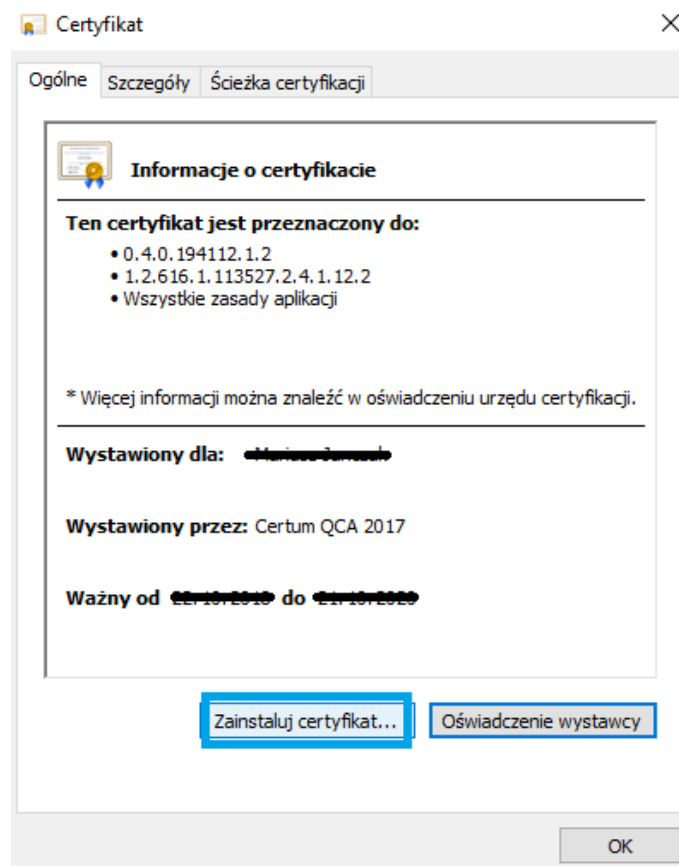 Certyfikat
Ogólne Szczegóły Ścieżka certyfikacji
Informacje o certyfikacie
Ten certyfikat jest przeznaczony do:
• 0.4.0.194112.1.2
• 1.2.616.1.113527.2.4.1.12.2
• Wszystkie zasady aplikacji
* Więcej informacji można znaleźć w oświadczeniu urzędu certyfikacji.
Wystawiony dla:
Wystawiony przez: Certum QCA 2017
Ważny od do
Zainstaluj certyfikat... Oświadczenie wystawcy
OK